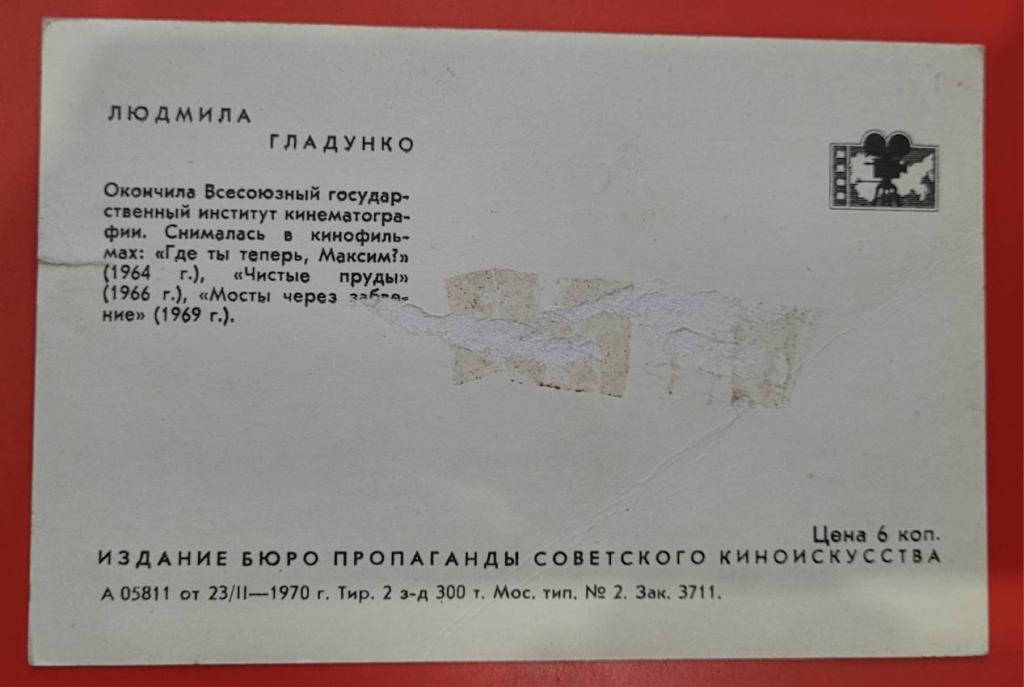 ЛЮДМИЛА
ГЛАДУНКО
Окончила Всесоюзный государ-
ственный институт кинематогра-
фии. Снималась в кинофиль-
мах: «Где ты теперь, Максим?»
(1964 г.), «Чистые пруды»
(1966 г.), «Мосты через забве-
ние» (1969 г.).
Цена 6 коп.
ИЗДАНИЕ БЮРО ПРОПАГАНДЫ СОВЕТСКОГО КИНОИСКУССТВА
А 05811 от 23/II—1970 г. Тир. 2 з-д 300 т. Мос. тип. № 2. Зак. 3711.